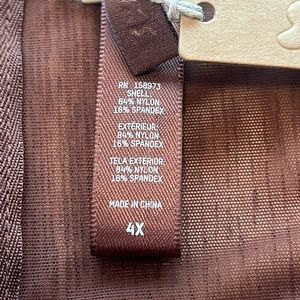 RN 158973
SHELL:
84% NYLON
16% SPANDEX
EXTÉRIEUR:
84% NYLON
16% SPANDEX
TELA EXTERIOR:
84% NYLON
16% SPANDEX
MADE IN CHINA
4X